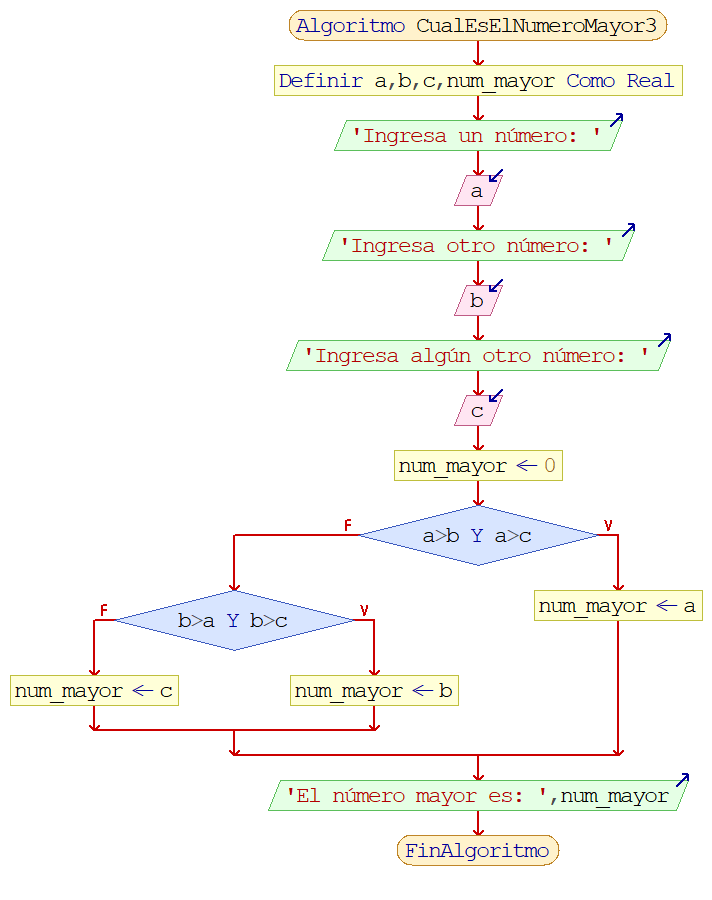 Algoritmo CualEsElNumeroMayor3
Definir a,b,c,num_mayor Como Real
'Ingresa un número: '
a
'Ingresa otro número: '
b
'Ingresa algún otro número: '
c
num_mayor ← 0
F
a>b Y a>c
V
F
b>a Y b>c
V
num_mayor ← a
num_mayor ← c
num_mayor ← b
'El número mayor es: ',num_mayor
FinAlgoritmo